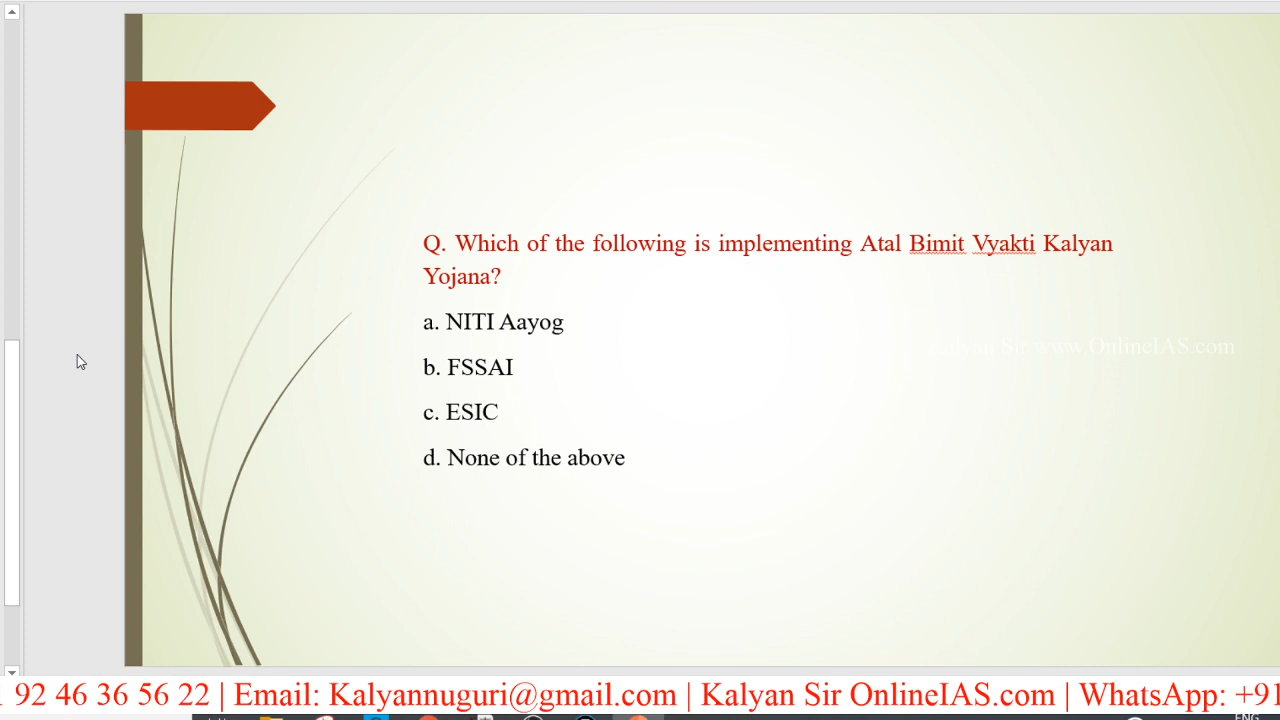 Q. Which of the following is implementing Atal Bimit Vyakti Kalyan
Yojana?
a. NITI Aayog
Kalyan Sir www OnlineIAS.com
b. FSSAI
c. ESIC
d. None of the above
92 46 36 56 22 | Email: Kalyannuguri@gmail.com | Kalyan Sir OnlineIAS.com | WhatsApp: +91
ENG